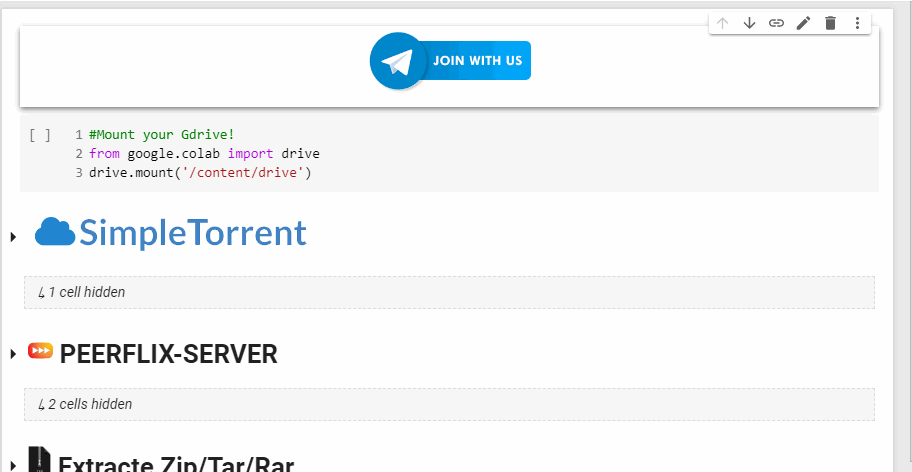 JOIN WITH US
[ ] 1 #Mount your Gdrive!
2 from google.colab import drive
3 drive.mount('/content/drive')
SimpleTorrent
↳ 1 cell hidden
PEERFLIX-SERVER
↳ 2 cells hidden
Extracte Zip/Tar/Rar